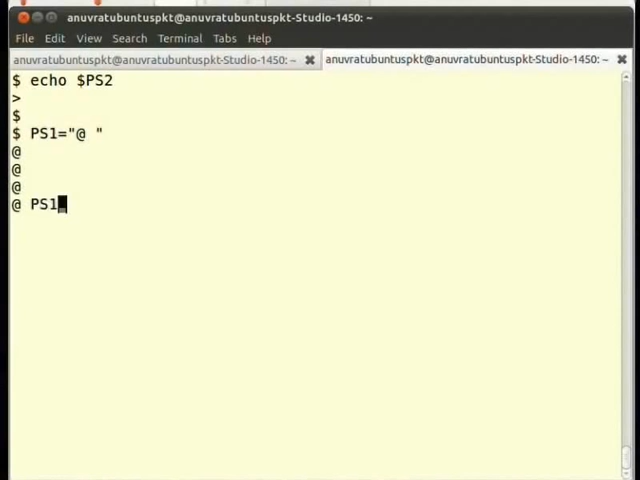 anuvratubuntuspkt@anuvratubuntuspkt-Studio-1450: ~
File Edit View Search Terminal Tabs Help
anuvratubuntuspkt@anuvratubuntuspkt-Studio-1450: ~ anuvratubuntuspkt@anuvratubuntuspkt-Studio-1450: ~
$ echo $PS2
>
$
$ PS1="@ "
@
@
@
@ PS1